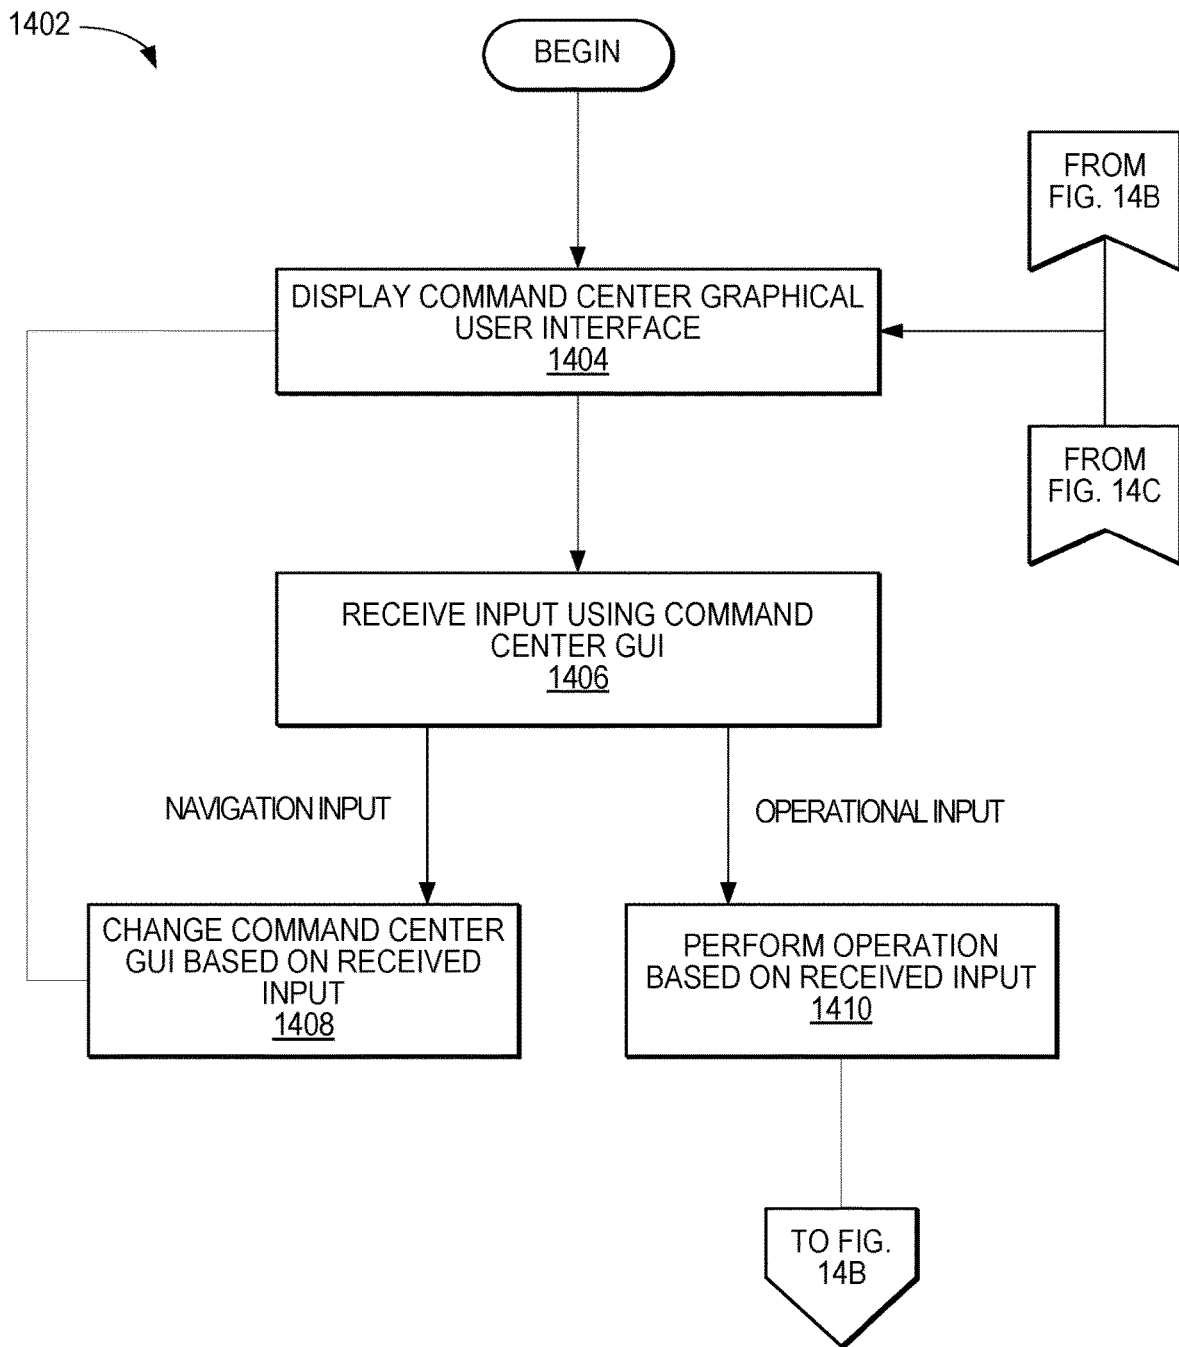 1402
BEGIN
FROM
FIG. 14B
DISPLAY COMMAND CENTER GRAPHICAL
USER INTERFACE
1404
FROM
FIG. 14C
RECEIVE INPUT USING COMMAND
CENTER GUI
1406
NAVIGATION INPUT
OPERATIONAL INPUT
CHANGE COMMAND CENTER
GUI BASED ON RECEIVED
INPUT
1408
PERFORM OPERATION
BASED ON RECEIVED INPUT
1410
TO FIG.
14B